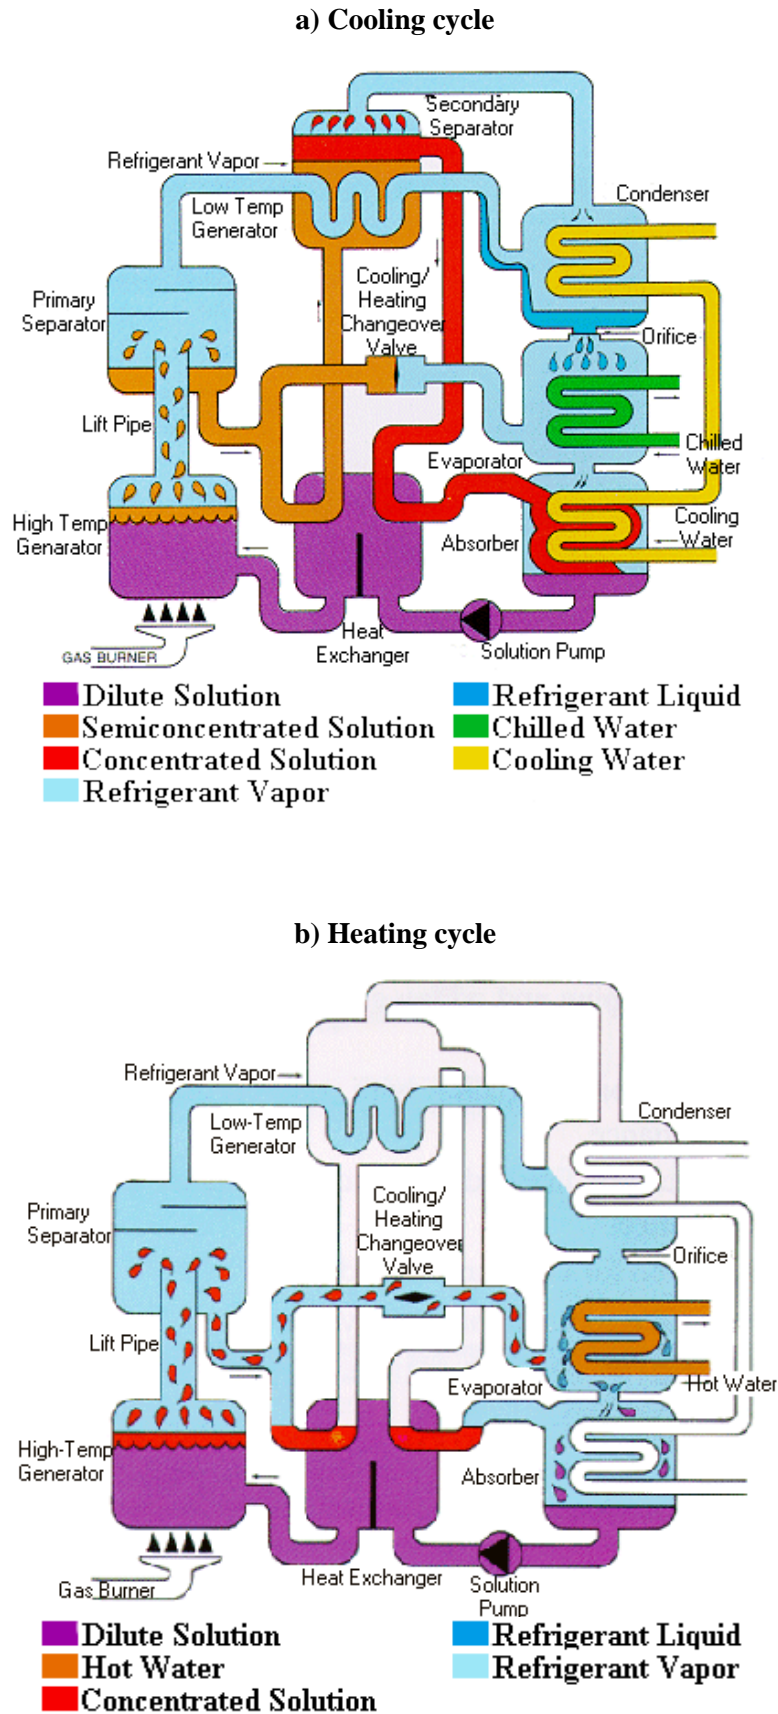 a) Cooling cycle
Secondary
Separator
Refrigerant Vapor
Low Temp
Generator
Condenser
Cooling/
Heating
Changeover
Valve
Primary
Separator
Orifice
Lift Pipe
Evaporator
Chilled
Water
High Temp
Genarator
Absorber
Cooling
Water
Heat
Exchanger
Solution Pump
GAS BURNER
Dilute Solution
Refrigerant Liquid
Semiconcentrated Solution
Chilled Water
Concentrated Solution
Cooling Water
Refrigerant Vapor
b) Heating cycle
Refrigerant Vapor
Low-Temp
Generator
Condenser
Cooling/
Heating
Changeover
Valve
Primary
Separator
Orifice
Lift Pipe
Evaporator
Hot Water
High-Temp
Generator
Absorber
Heat Exchanger
Solution
Pump
Gas Burner
Dilute Solution
Refrigerant Liquid
Hot Water
Refrigerant Vapor
Concentrated Solution